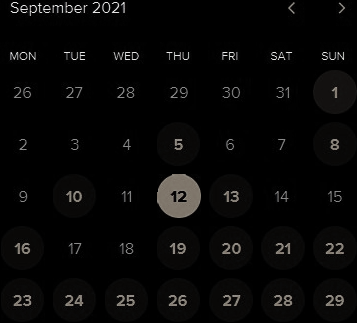 September 2021
MON TUE WED THU FRI SAT SUN
26 27 28 29 30 31 1
2 3 4 5 6 7 8
9 10 11 12 13 14 15
16 17 18 19 20 21 22
23 24 25 26 27 28 29